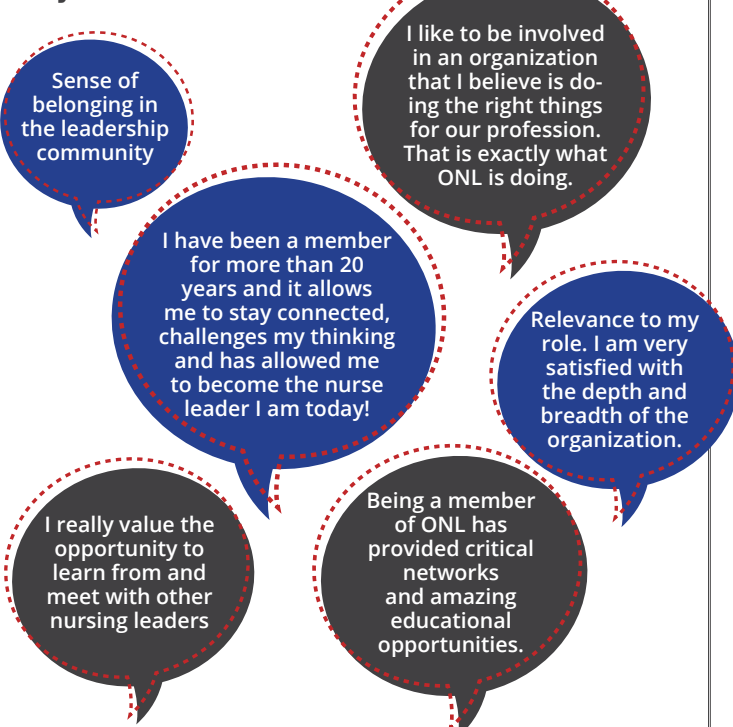 Sense of
belonging in
the leadership
community
I like to be involved
in an organization
that I believe is do-
ing the right things
for our profession.
That is exactly what
ONL is doing.
I have been a member
for more than 20
years and it allows
me to stay connected,
challenges my thinking
and has allowed me
to become the nurse
leader I am today!
Relevance to my
role. I am very
satisfied with
the depth and
breadth of the
organization.
I really value the
opportunity to
learn from and
meet with other
nursing leaders
Being a member
of ONL has
provided critical
networks
and amazing
educational
opportunities.